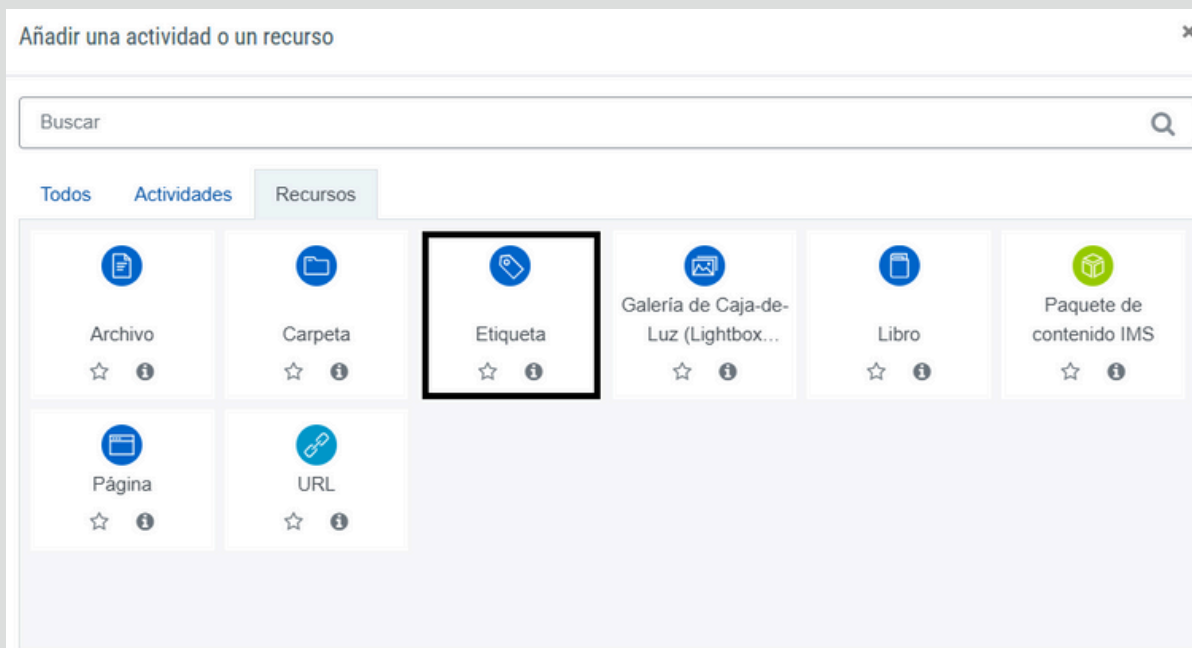 Añadir una actividad o un recurso
Buscar
Todos Actividades Recursos
Archivo
Carpeta
Etiqueta
Galería de Caja-de-
Luz (Lightbox...
Libro
Paquete de
contenido IMS
Página
URL